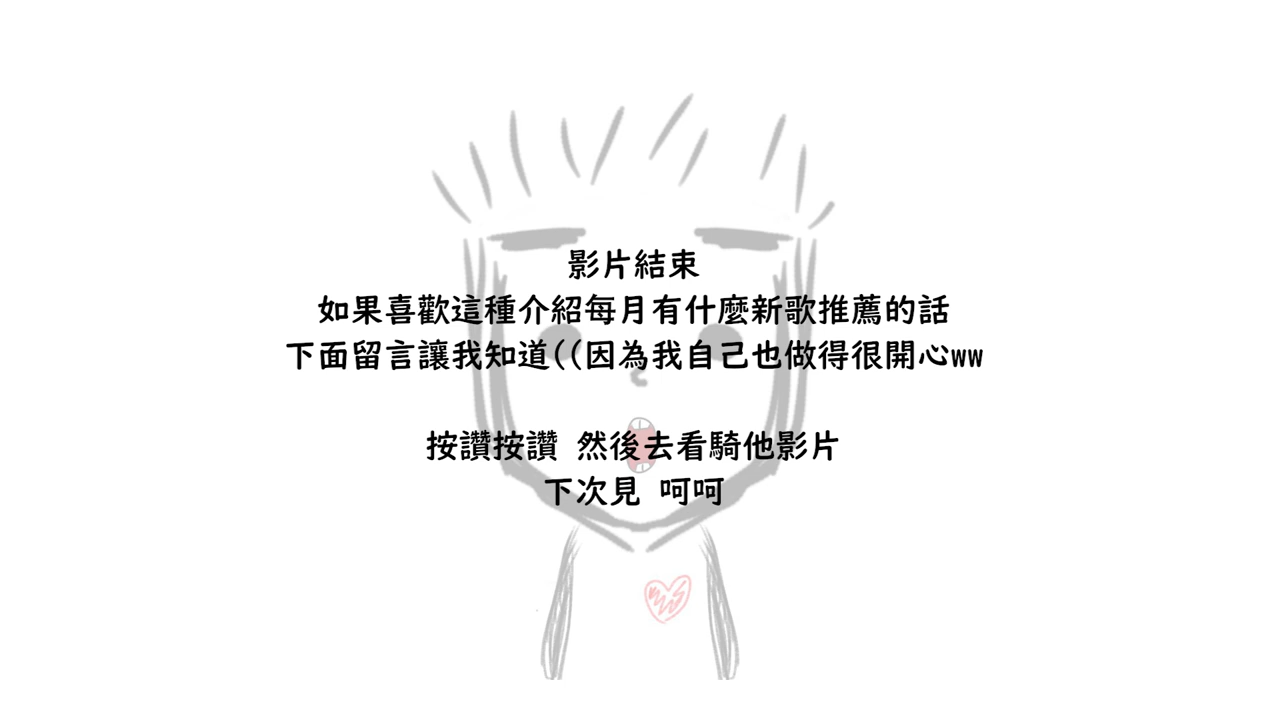 影片結束
如果喜歡這種介紹每月有什麼新歌推薦的話
下面留言讓我知道((因為我自己也做得很開心ww
按讚按讚 然後去看騎他影片
下次見 呵呵